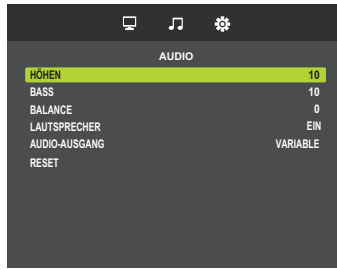 AUDIO
HÖHEN 10
BASS 10
BALANCE 0
LAUTSPRECHER EIN
AUDIO-AUSGANG VARIABLE
RESET